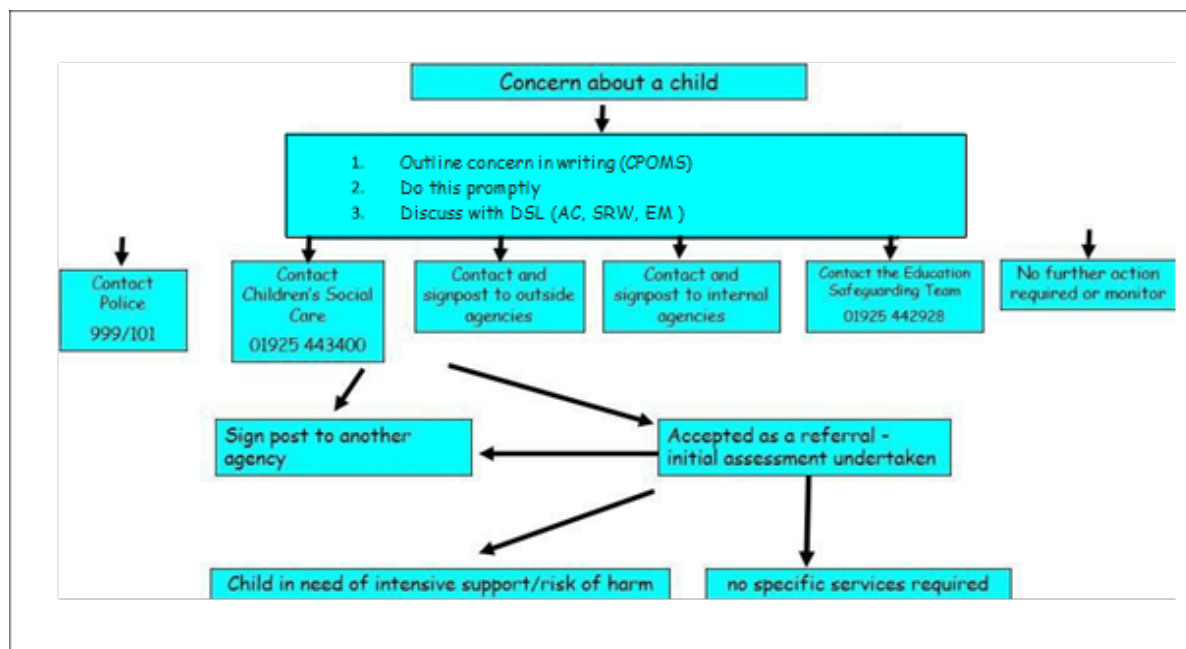 Concern about a child
1. Outline concern in writing (CPOMS)
2. Do this promptly
3. Discuss with DSL (AC, SRW, EM )
Contact
Police
999/101
Contact
Children's Social
Care
01925 443400
Contact and
signpost to outside
agencies
Contact and
signpost to internal
agencies
Contact the Education
Safeguarding Team
01925 442928
No further action
required or monitor
Sign post to another
agency
Accepted as a referral -
initial assessment undertaken
Child in need of intensive support/risk of harm
no specific services required